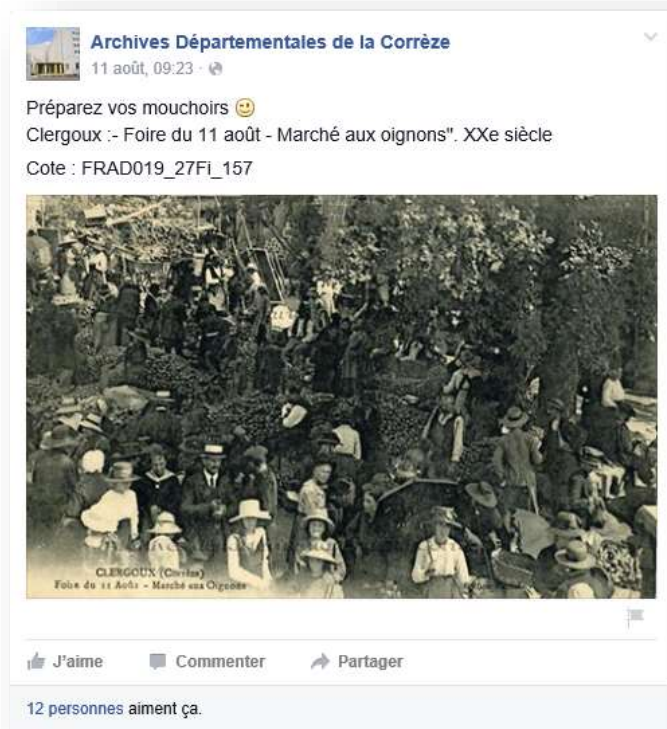 Archives Départementales de la Corrèze
11 août, 09:23 ·
Préparez vos mouchoirs
Clergoux :- Foire du 11 août - Marché aux oignons". XXe siècle
Cote : FRAD019_27Fi_157
CLERGOUX (Corrèze)
Foire du 11 Août - Marché aux Oignons
J'aime
Commenter
Partager
12 personnes aiment ça.